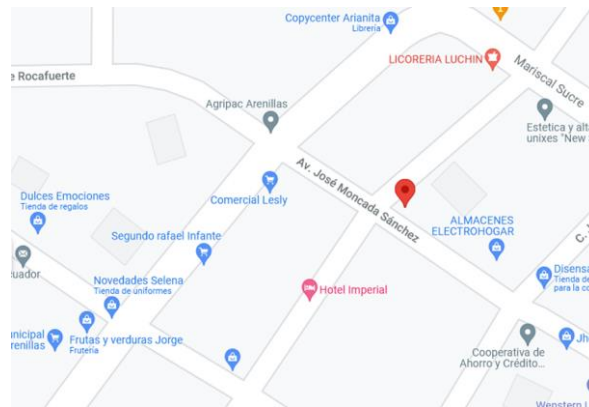 Copycenter Arianita
Librería
LICORERIA LUCHIN
Mariscal Sucre
Rocafuerte
Agripac Arenillas
Estetica y alt
unixes "New
Av. José Moncada Sánchez
Dulces Emociones
Tienda de regalos
Comercial Lesly
ALMACENES
ELECTROHOGAR
Segundo rafael Infante
C.
uador
Novedades Selena
Tienda de uniformes
Hotel Imperial
Disensa
Tienda de
para la co
nicipal
renillas
Frutas y verduras Jorge
Frutería
Jh
Cooperativa de
Ahorro y Crédito...